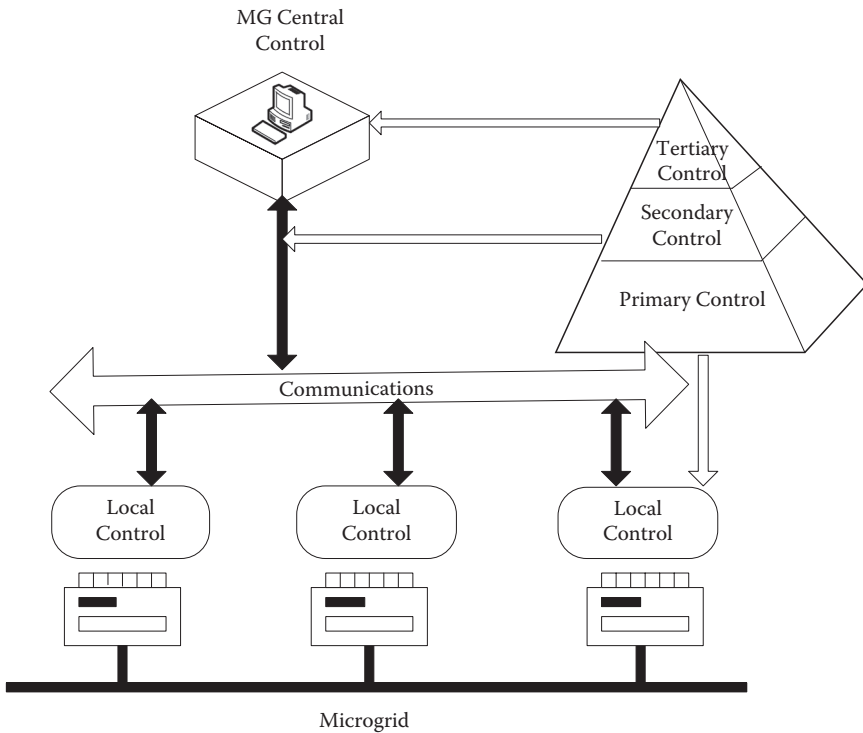 MG Central
Control
Tertiary
Control
Secondary
Control
Primary Control
Communications
Local
Control
Local
Control
Local
Control
Microgrid